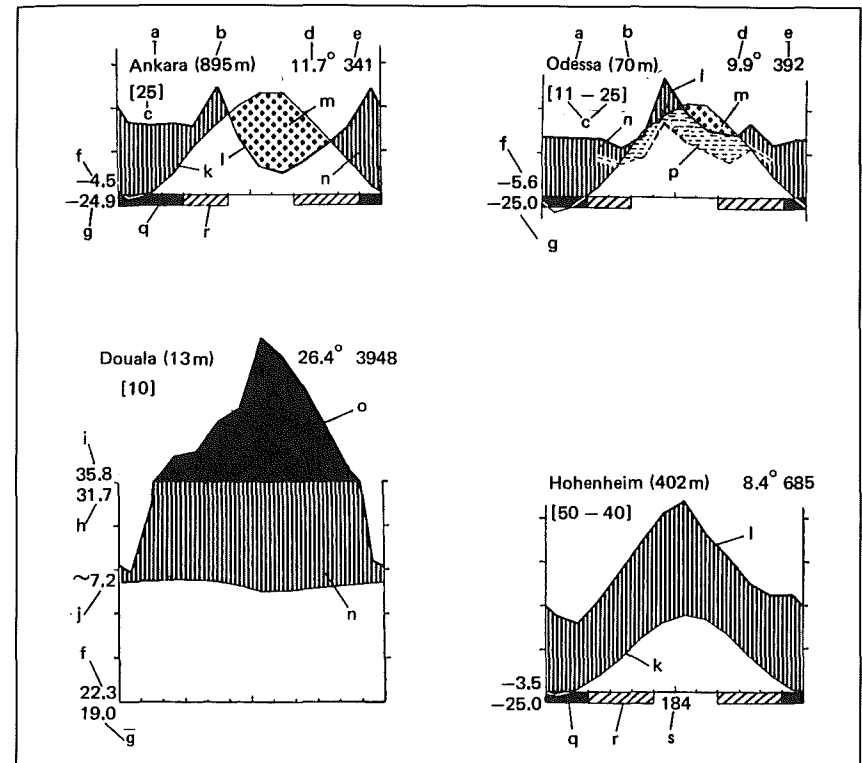 a b d e
Ankara (895m) 11.7° 341
[25]
c
m
f
k l n
-4.5
-24.9
g q r
a b d e
Odessa (70m) 9.9° 392
l
[11 – 25]
m
n
c
f
p
-5.6
-25.0
g
Douala (13m) 26.4° 3948
[10]
o
i
35.8
31.7
h
~7.2
n
j
f
22.3
19.0
g
Hohenheim (402m) 8.4° 685
[50 – 40]
l
k
-3.5
-25.0 184
q r s